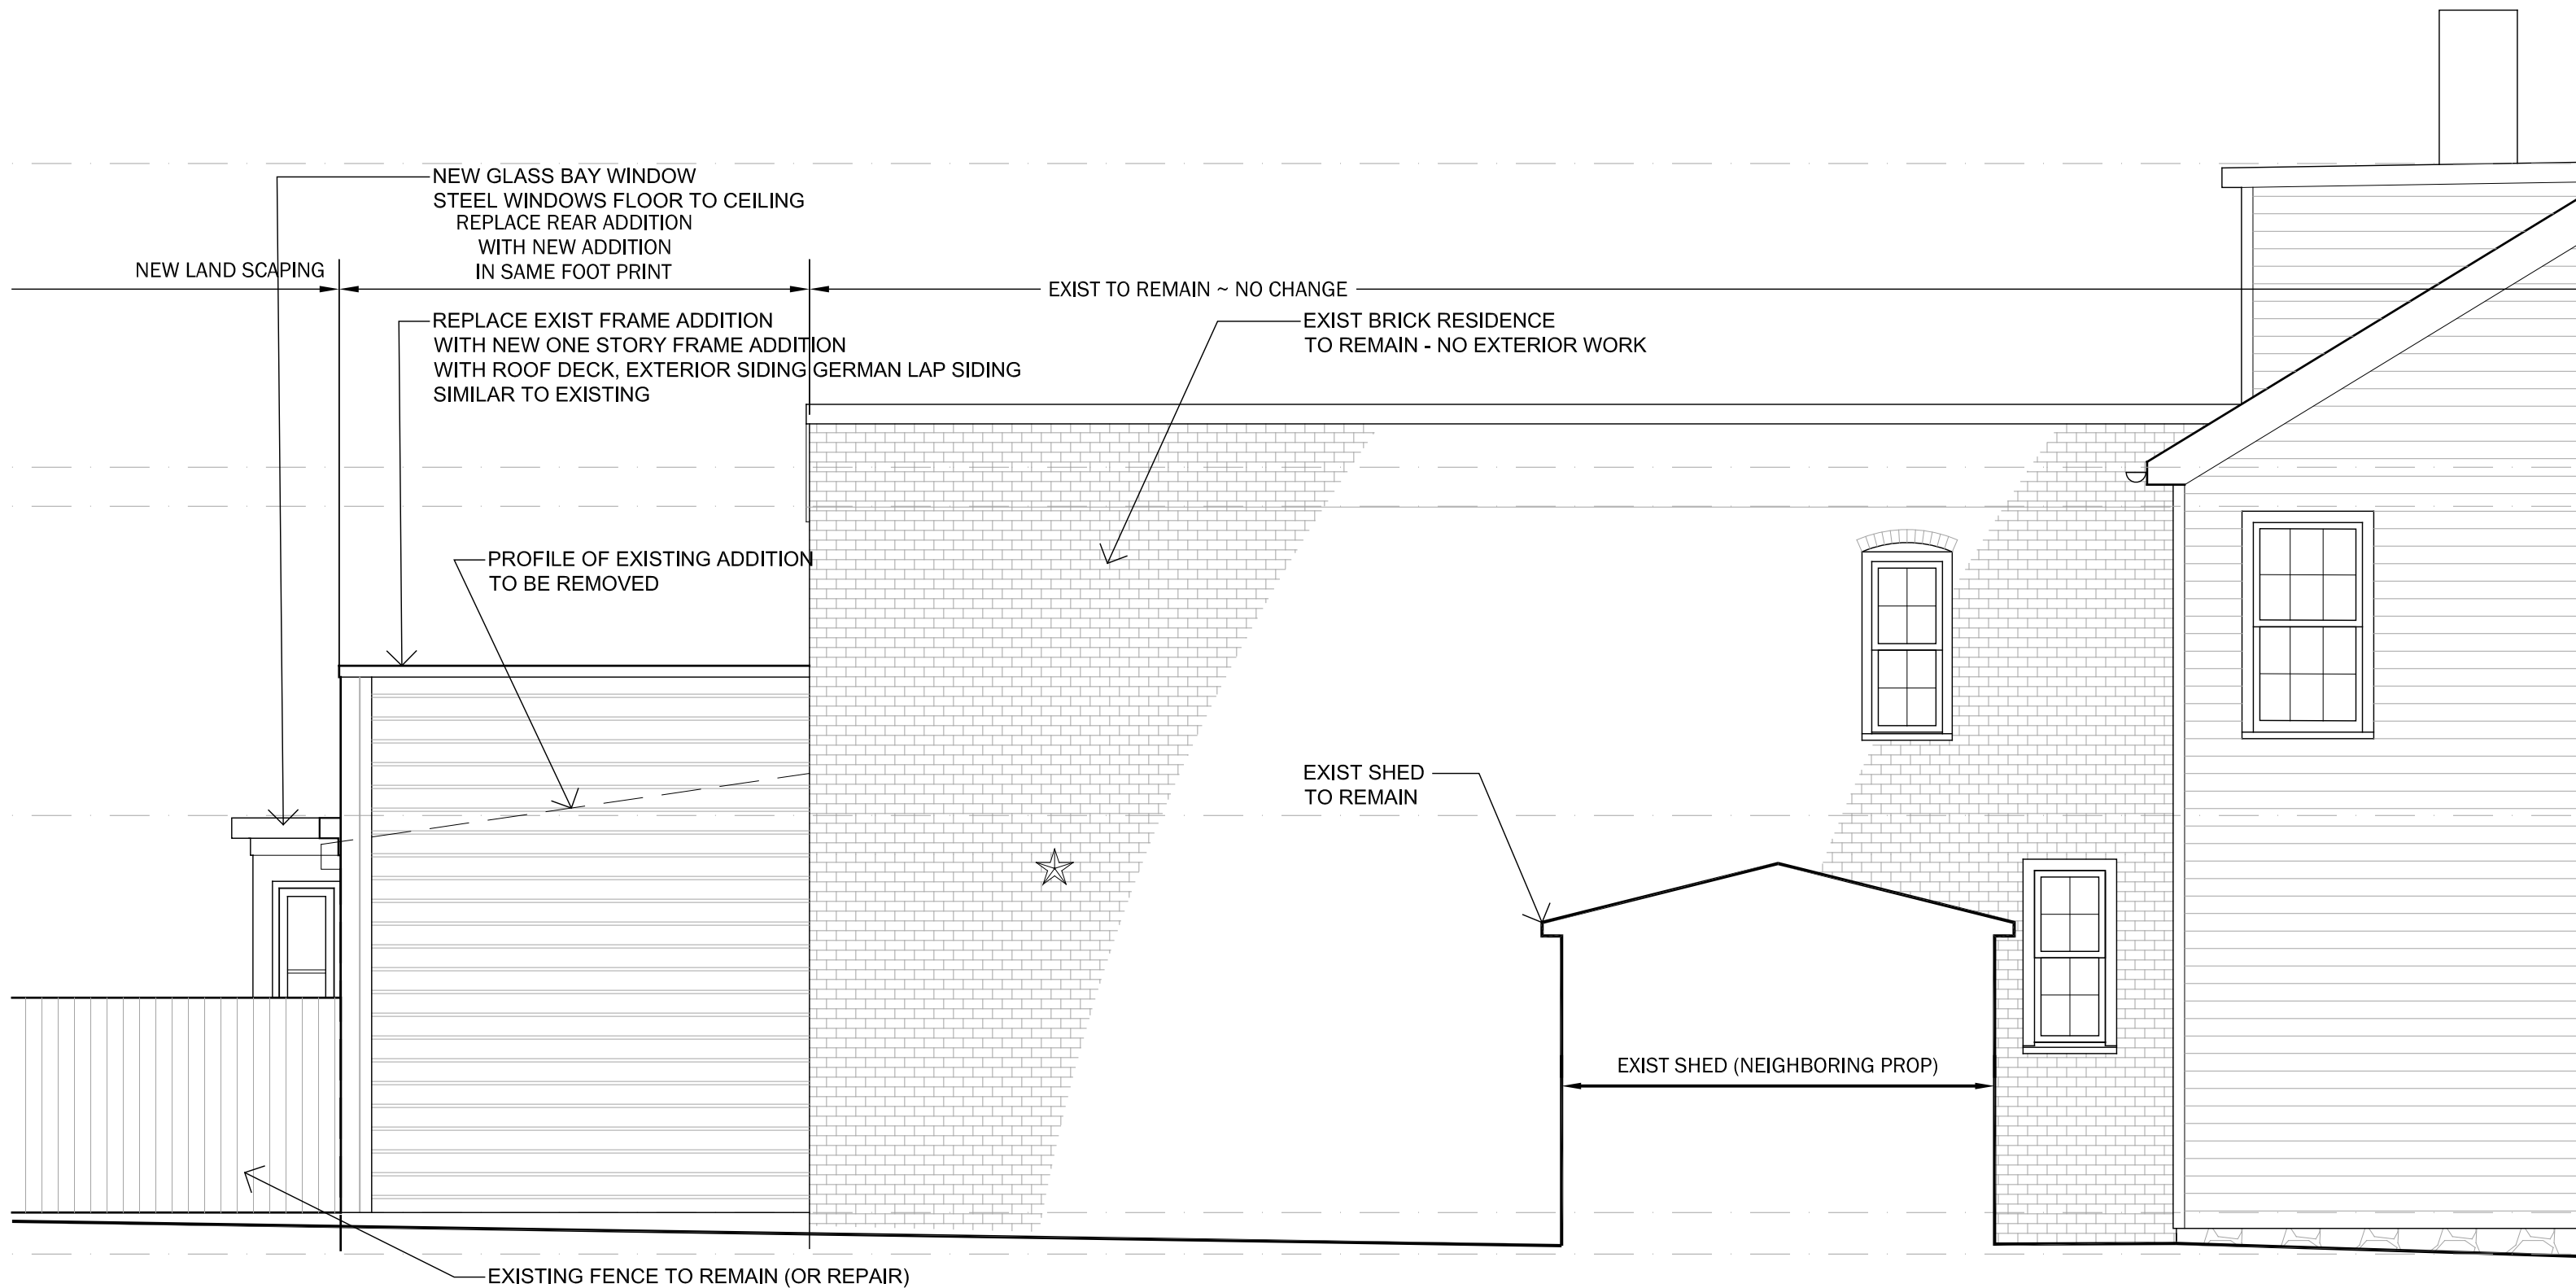 NEW GLASS BAY WINDOW
STEEL WINDOWS FLOOR TO CEILING
REPLACE REAR ADDITION
WITH NEW ADDITION
IN SAME FOOT PRINT
NEW LAND SCAPING
EXIST TO REMAIN ~ NO CHANGE
REPLACE EXIST FRAME ADDITION
WITH NEW ONE STORY FRAME ADDITION
WITH ROOF DECK, EXTERIOR SIDING GERMAN LAP SIDING
SIMILAR TO EXISTING
EXIST BRICK RESIDENCE
TO REMAIN - NO EXTERIOR WORK
PROFILE OF EXISTING ADDITION
TO BE REMOVED
EXIST SHED
TO REMAIN
EXIST SHED (NEIGHBORING PROP)
EXISTING FENCE TO REMAIN (OR REPAIR)